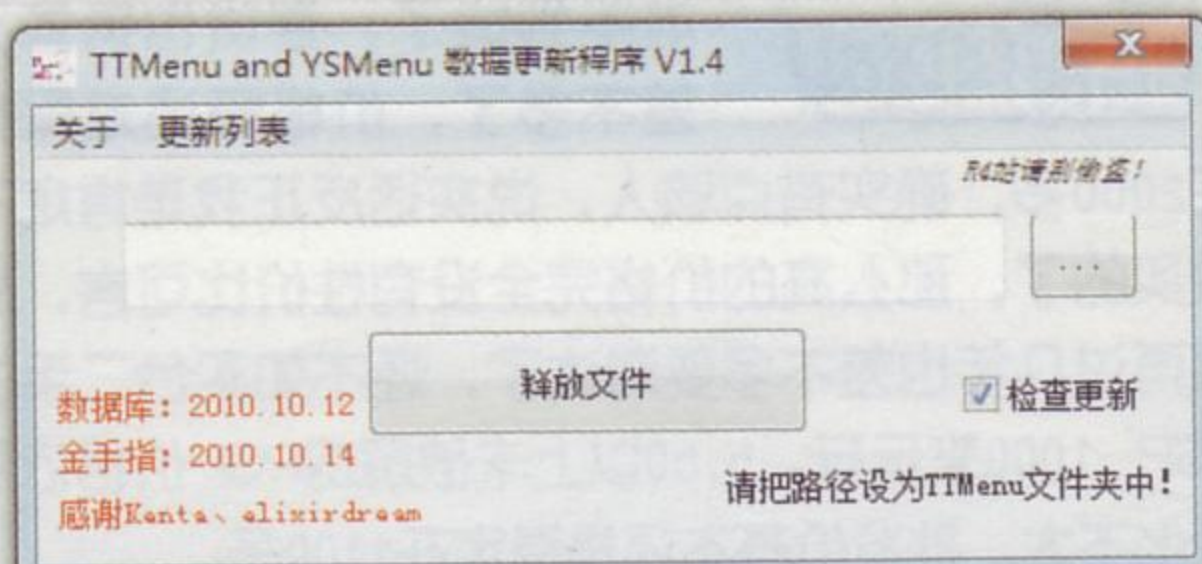 TTMenu and YSMenu 数据更新程序 V1.4
关于 更新列表
R4站请别偷盗!
...
释放文件
检查更新
数据库: 2010.10.12
金手指: 2010.10.14
感谢Kenta、elixirdream
请把路径设为TTMenu文件夹中!